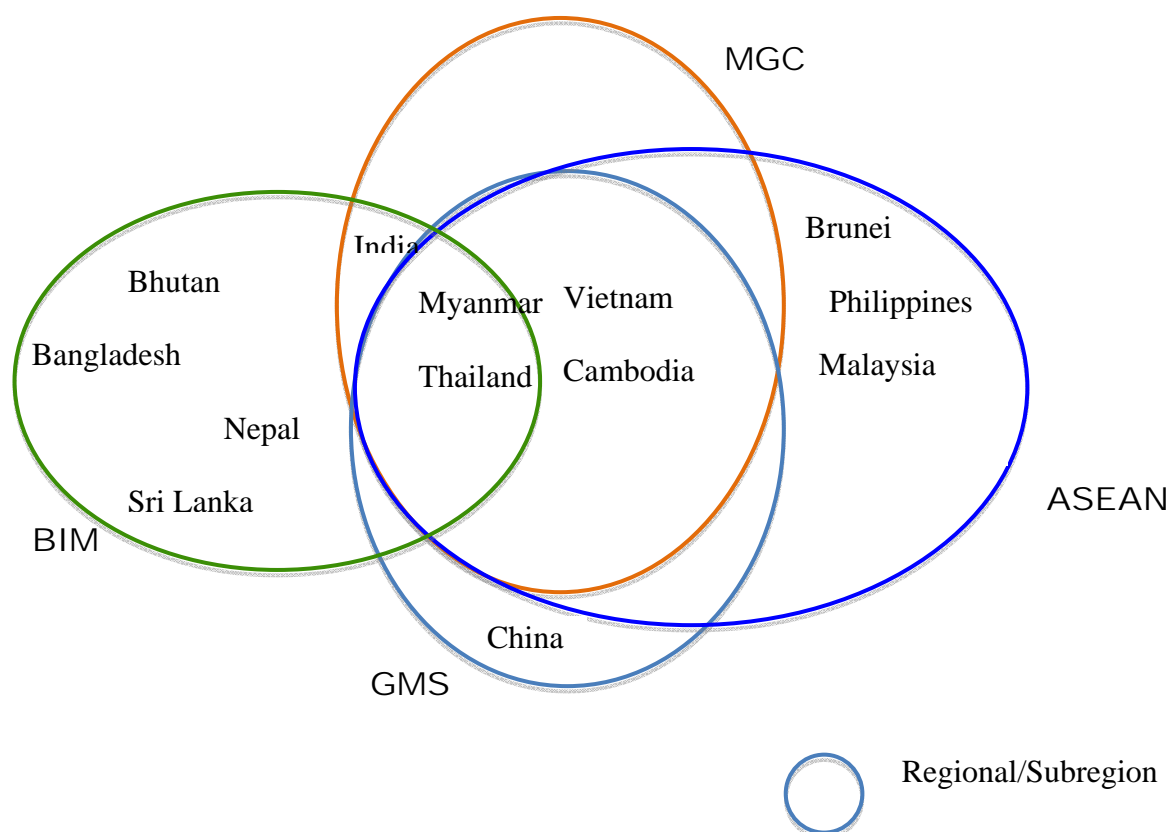 MGC
Brunei
India
Bhutan
Myanmar
Vietnam
Philippines
Bangladesh
Thailand
Cambodia
Malaysia
Nepal
Sri Lanka
ASEAN
BIM
China
GMS
Regional/Subregion